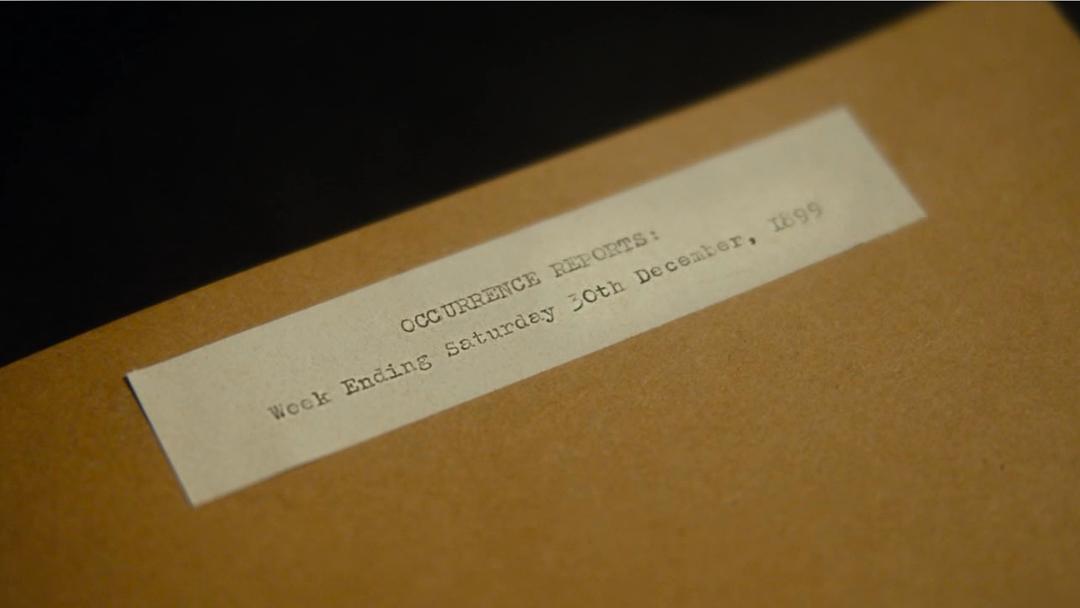 OCCURRENCE REPORTS:
Week Ending Saturday 30th December, 1899